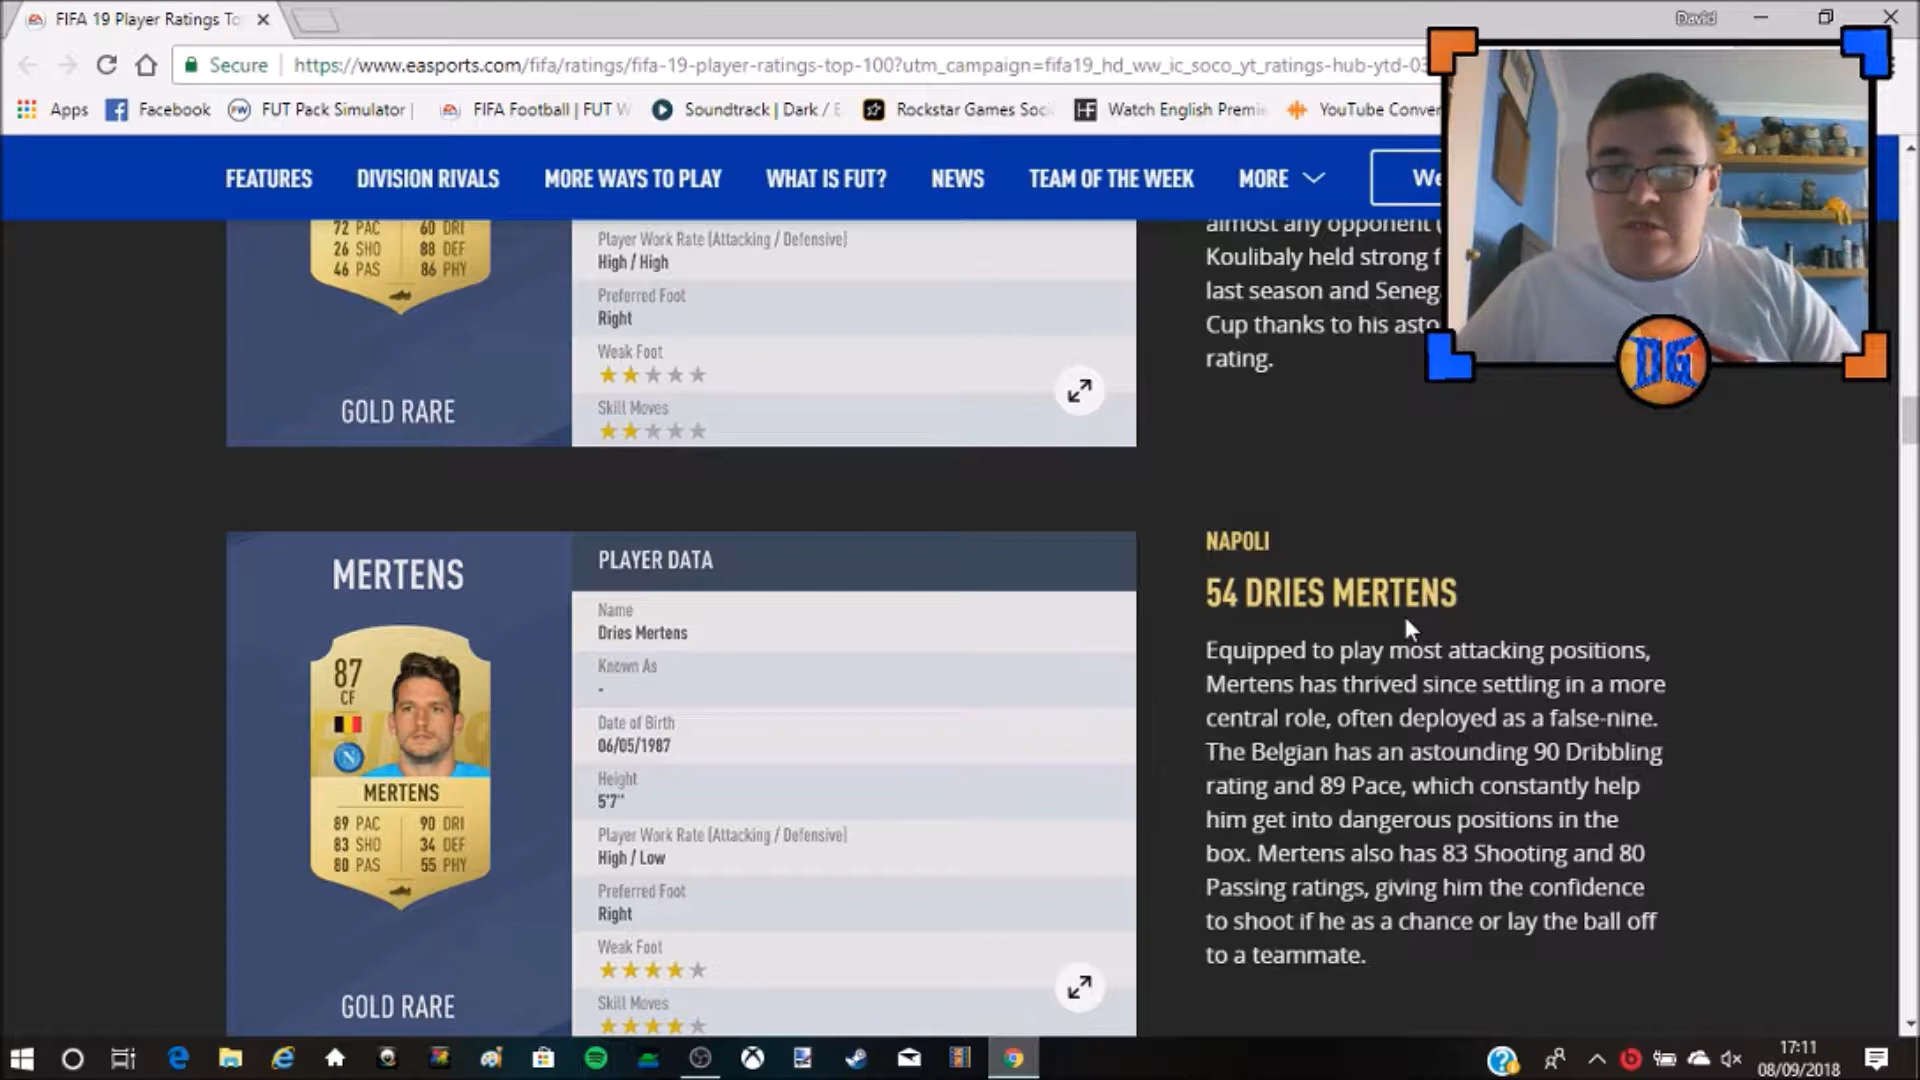 FIFA 19 Player Ratings To
David
Secure
https://www.easports.com/fifa/ratings/fifa-19-player-ratings-top-100?utm_campaign=fifa19_hd_ww_ic_soco_yt_ratings-hub-ytd-03
Apps
Facebook
FUT Pack Simulator |
FIFA Football | FUT W
Soundtrack | Dark / E
Rockstar Games Soc
Watch English Premi
YouTube Conver
FEATURES
DIVISION RIVALS
MORE WAYS TO PLAY
WHAT IS FUT?
NEWS
TEAM OF THE WEEK
MORE
We
72 PAC 60 DRI
26 SHO 88 DEF
46 PAS 86 PHY
GOLD RARE
Player Work Rate (Attacking / Defensive)
High / High
Preferred Foot
Right
Weak Foot
Skill Moves
almost any opponent
Koulibaly held strong f
last season and Seneg
Cup thanks to his asto
rating.
DG
MERTENS
87
CF
MERTENS
89 PAC 90 DRI
83 SHO 34 DEF
80 PAS 55 PHY
GOLD RARE
PLAYER DATA
Name
Dries Mertens
Known As
-
Date of Birth
06/05/1987
Height
5'7"
Player Work Rate (Attacking / Defensive)
High / Low
Preferred Foot
Right
Weak Foot
Skill Moves
NAPOLI
54 DRIES MERTENS
Equipped to play most attacking positions,
Mertens has thrived since settling in a more
central role, often deployed as a false-nine.
The Belgian has an astounding 90 Dribbling
rating and 89 Pace, which constantly help
him get into dangerous positions in the
box. Mertens also has 83 Shooting and 80
Passing ratings, giving him the confidence
to shoot if he as a chance or lay the ball off
to a teammate.
17:11
08/09/2018